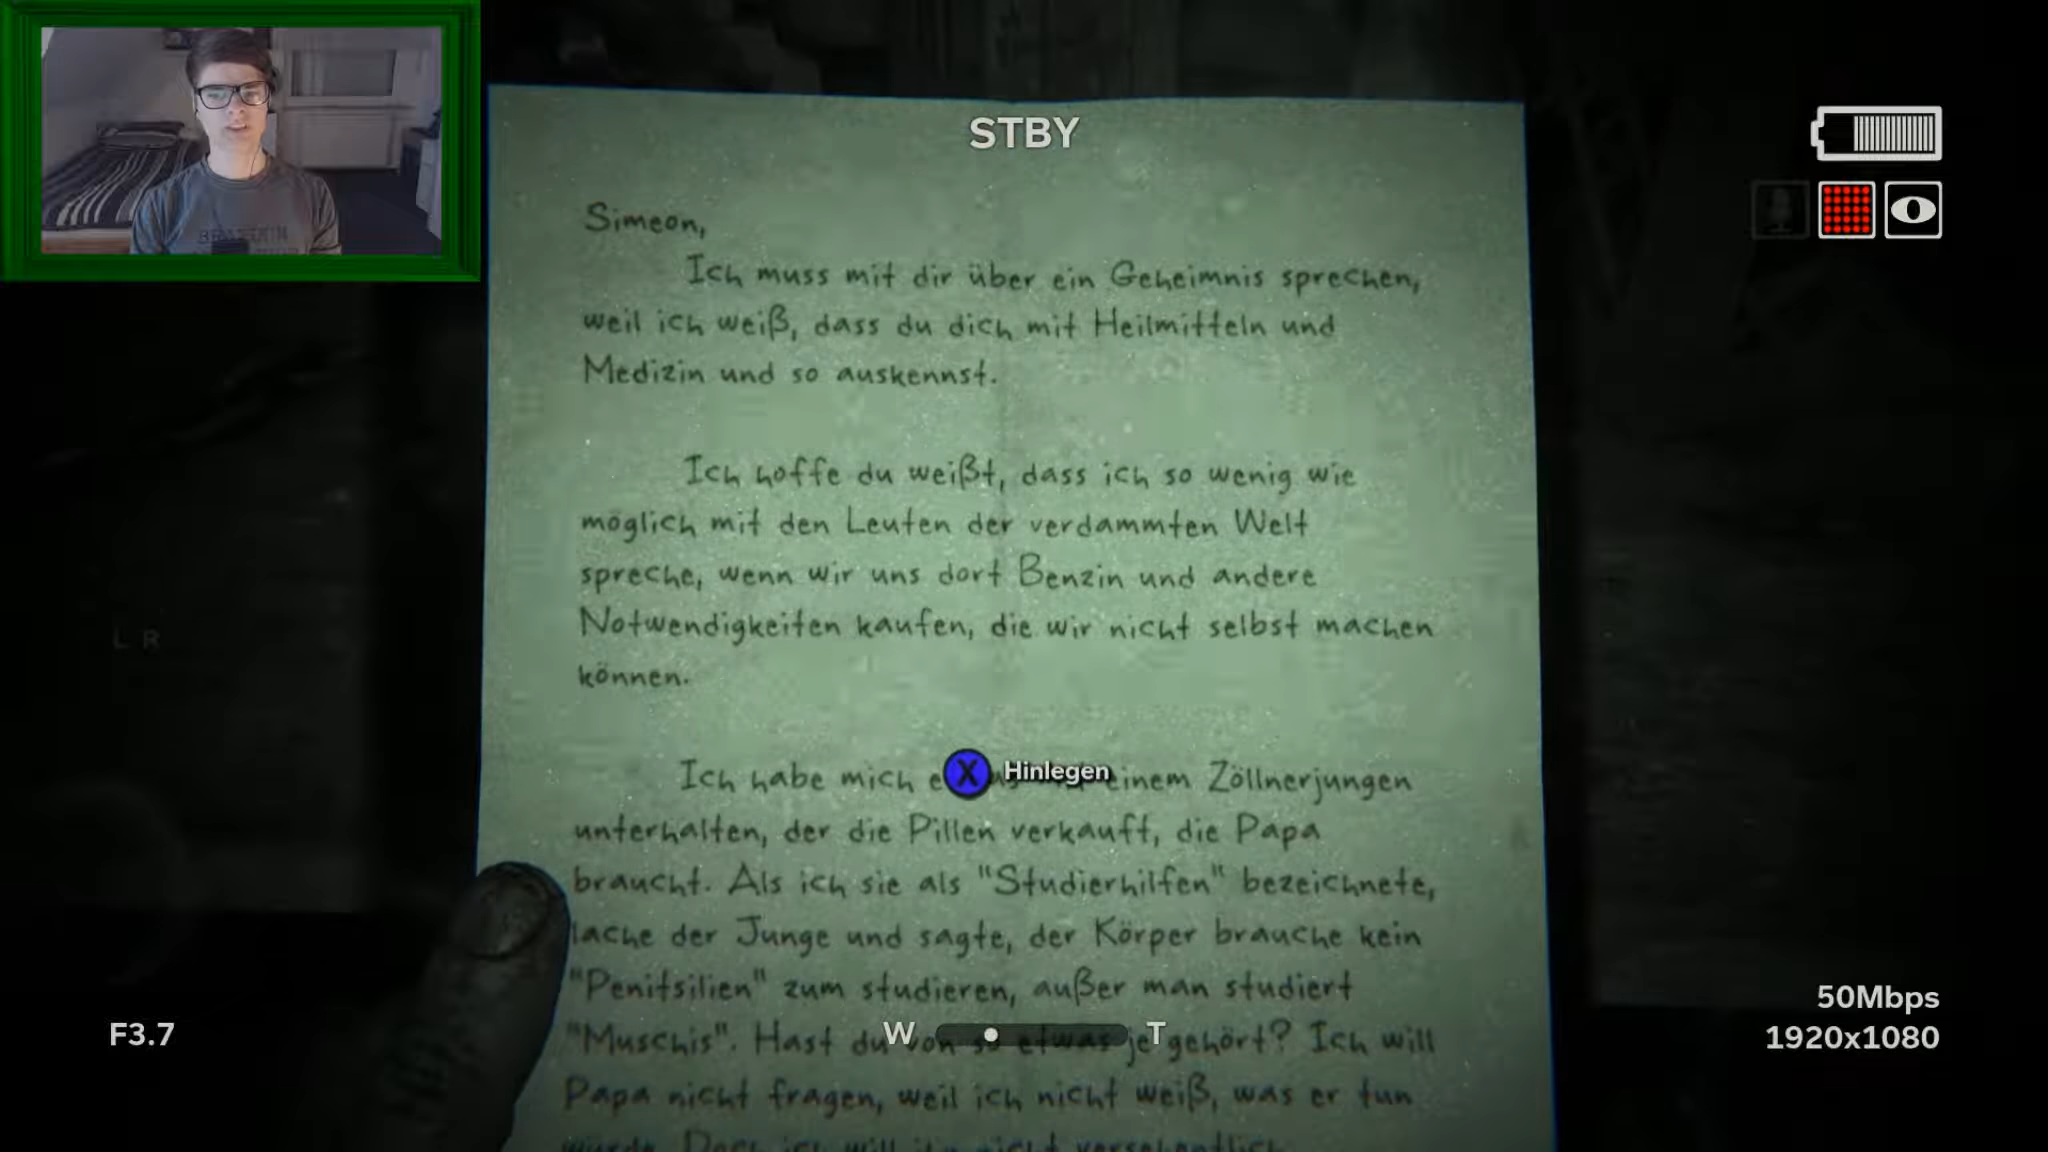 STBY
Simeon,
Ich muss mit dir über ein Geheimnis sprechen,
weil ich weiß, dass du dich mit Heilmitteln und
Medizin und so auskennst.
Ich hoffe du weißt, dass ich so wenig wie
möglich mit den Leuten der verdammten Welt
spreche, wenn wir uns dort Benzin und andere
Notwendigkeiten kaufen, die wir nicht selbst machen
können.
Ich habe mich einem Zöllnerjungen
X Hinlegen
unterhalten, der die Pillen verkauft, die Papa
braucht. Als ich sie als "Studierhilfen" bezeichnete,
lache der Junge und sagte, der Körper brauche kein
"Penitsilien" zum studieren, außer man studiert
"Muschis". Hast du von so etwas je gehört? Ich will
Papa nicht fragen, weil ich nicht weiß, was er tun
L R
F3.7
W T
50Mbps
1920x1080